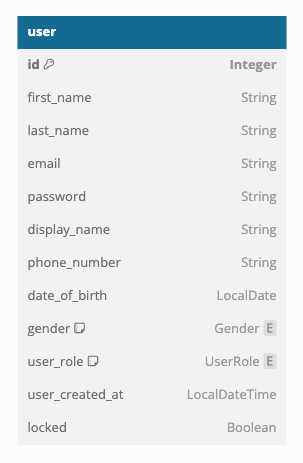 user
id Integer
first_name String
last_name String
email String
password String
display_name String
phone_number String
date_of_birth LocalDate
gender Gender E
user_role UserRole E
user_created_at LocalDateTime
locked Boolean